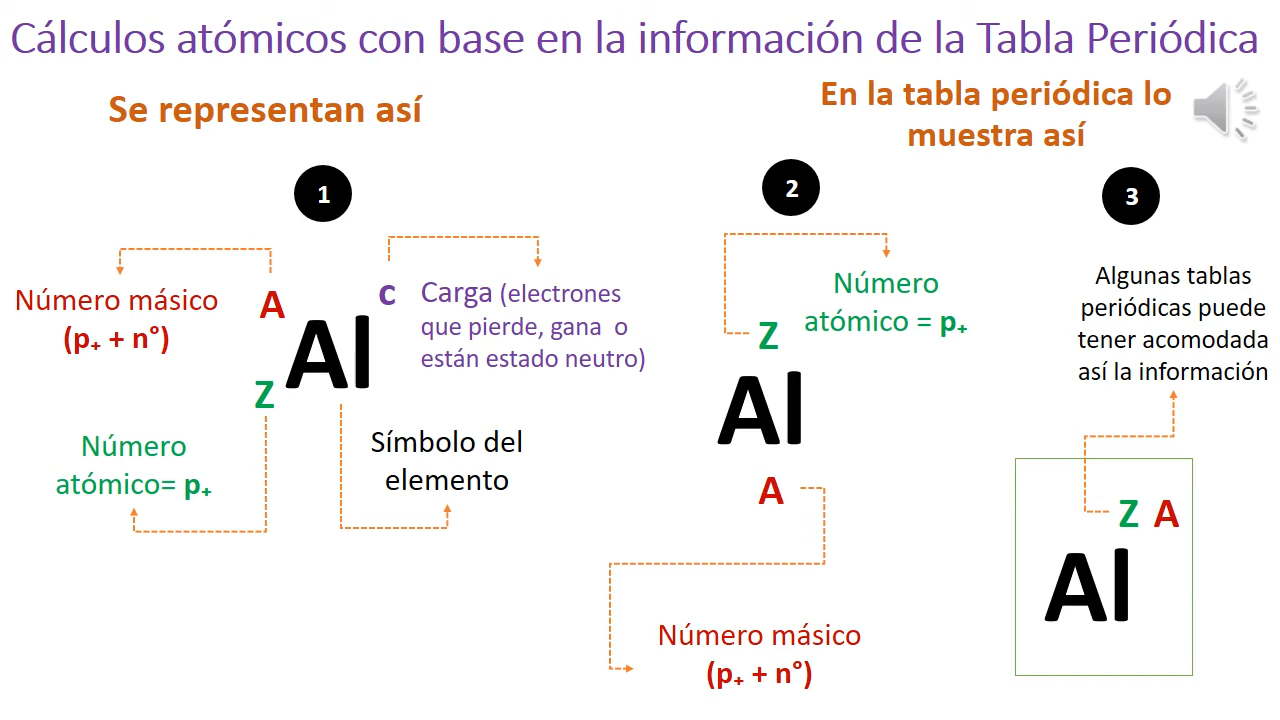 Cálculos atómicos con base en la información de la Tabla Periódica
Se representan así
1
A
Número másico
(p₊ + n°)
c
Carga (electrones
que pierde, gana o
están estado neutro)
Al
Z
Número
atómico= p₊
Símbolo del
elemento
En la tabla periódica lo
muestra así
2
Número
atómico = p₊
Z
Al
A
Número másico
(p₊ + n°)
3
Algunas tablas
periódicas puede
tener acomodada
así la información
Z A
Al